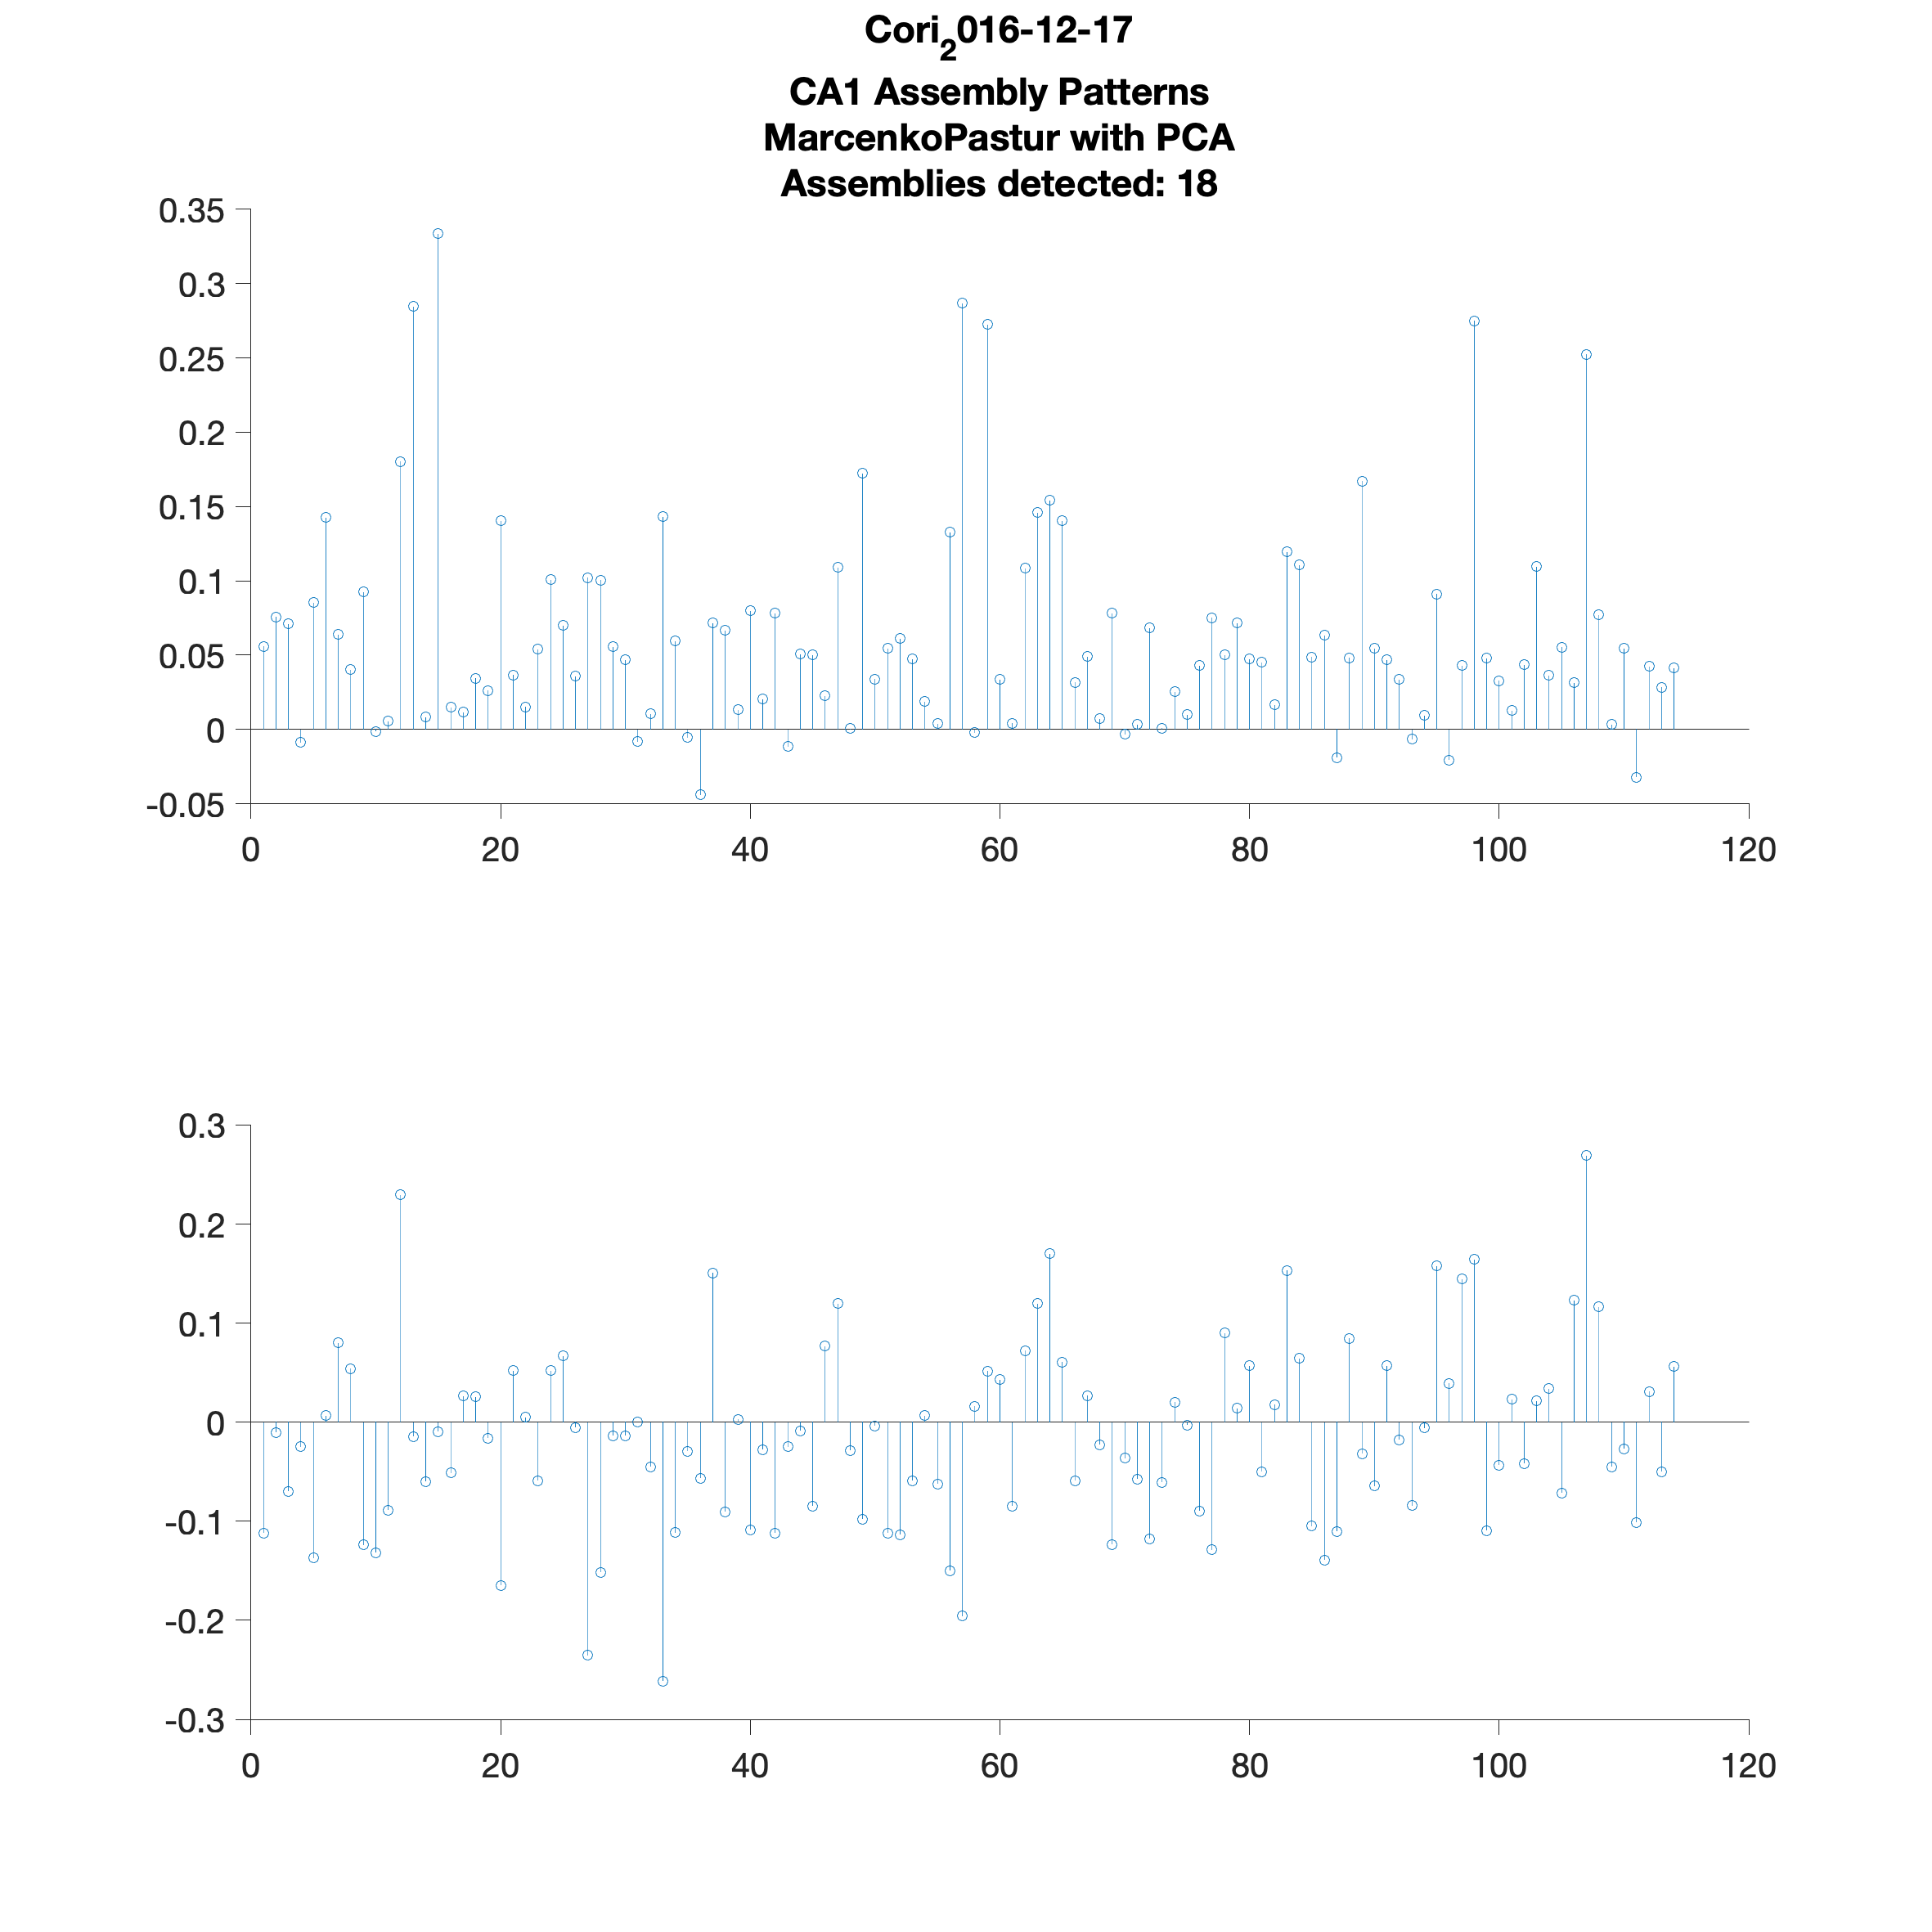 Cori2016-12-17
CA1 Assembly Patterns
MarcenkoPastur with PCA
Assemblies detected: 18
0.35
0.3
0.25
0.2
0.15
0.1
0.05
0
-0.05
0 20 40 60 80 100 120
0.3
0.2
0.1
0
-0.1
-0.2
-0.3
0 20 40 60 80 100 120